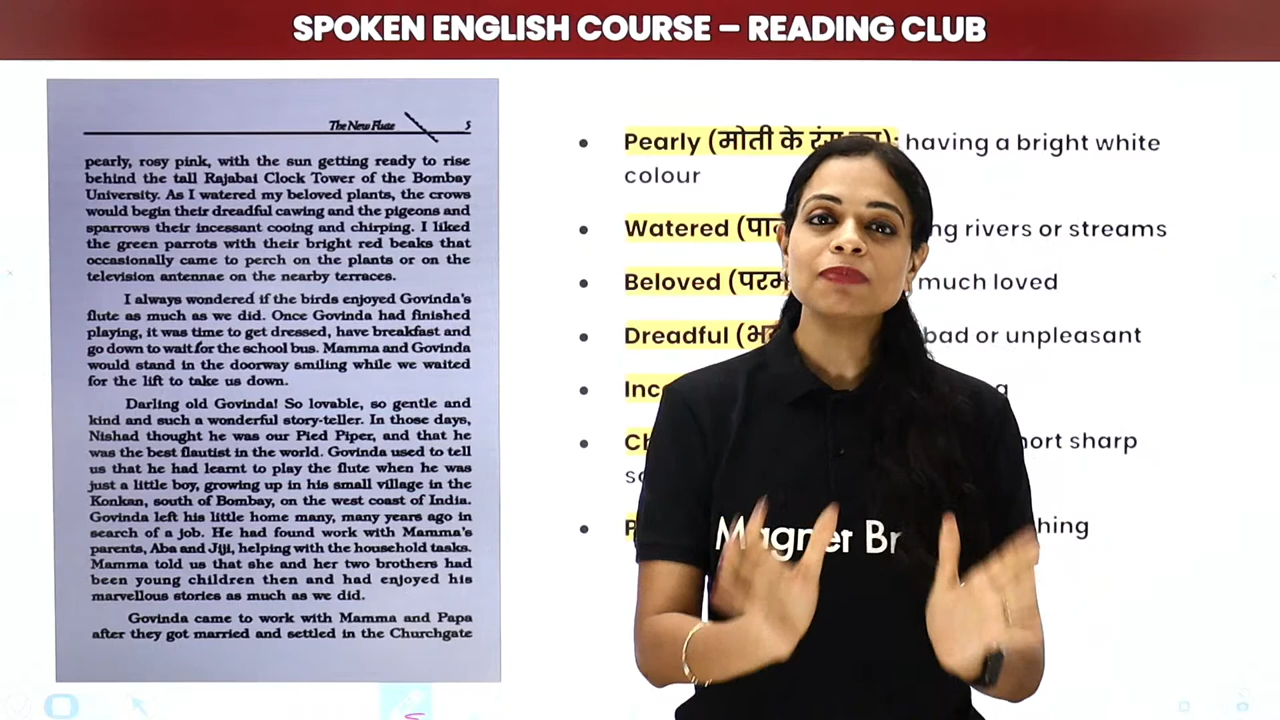 SPOKEN ENGLISH COURSE – READING CLUB
The New Flute 5
pearly, rosy pink, with the sun getting ready to rise
behind the tall Rajabai Clock Tower of the Bombay
University. As I watered my beloved plants, the crows
would begin their dreadful cawing and the pigeons and
sparrows their incessant cooing and chirping. I liked
the green parrots with their bright red beaks that
occasionally came to perch on the plants or on the
television antennae on the nearby terraces.
I always wondered if the birds enjoyed Govinda's
flute as much as we did. Once Govinda had finished
playing, it was time to get dressed, have breakfast and
go down to wait for the school bus. Mamma and Govinda
would stand in the doorway smiling while we waited
for the lift to take us down.
Darling old Govinda! So lovable, so gentle and
kind and such a wonderful story-teller. In those days,
Nishad thought he was our Pied Piper, and that he
was the best flautist in the world. Govinda used to tell
us that he had learnt to play the flute when he was
just a little boy, growing up in his small village in the
Konkan, south of Bombay, on the west coast of India.
Govinda left his little home many, many years ago in
search of a job. He had found work with Mamma's
parents, Aba and Jiji, helping with the household tasks.
Mamma told us that she and her two brothers had
been young children then and had enjoyed his
marvellous stories as much as we did.
Govinda came to work with Mamma and Papa
after they got married and settled in the Churchgate
Pearly (मोती के having a bright white
colour
Watered rivers or streams
Beloved much loved
Dreadful bad or unpleasant
sharp
Magnet